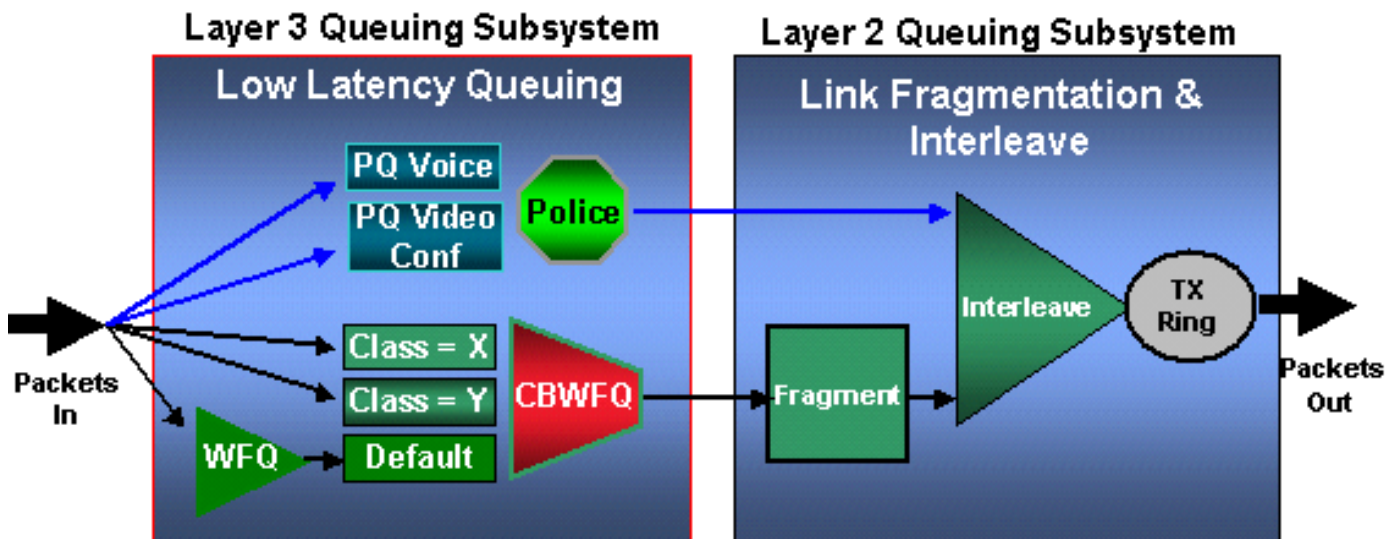 Layer 3 Queuing Subsystem
Layer 2 Queuing Subsystem
Low Latency Queuing
Link Fragmentation &
Interleave
PQ Voice
PQ Video
Conf
Police
Class = X
Class = Y
CBWFQ
WFQ
Default
Packets
In
Fragment
Interleave
TX
Ring
Packets
Out